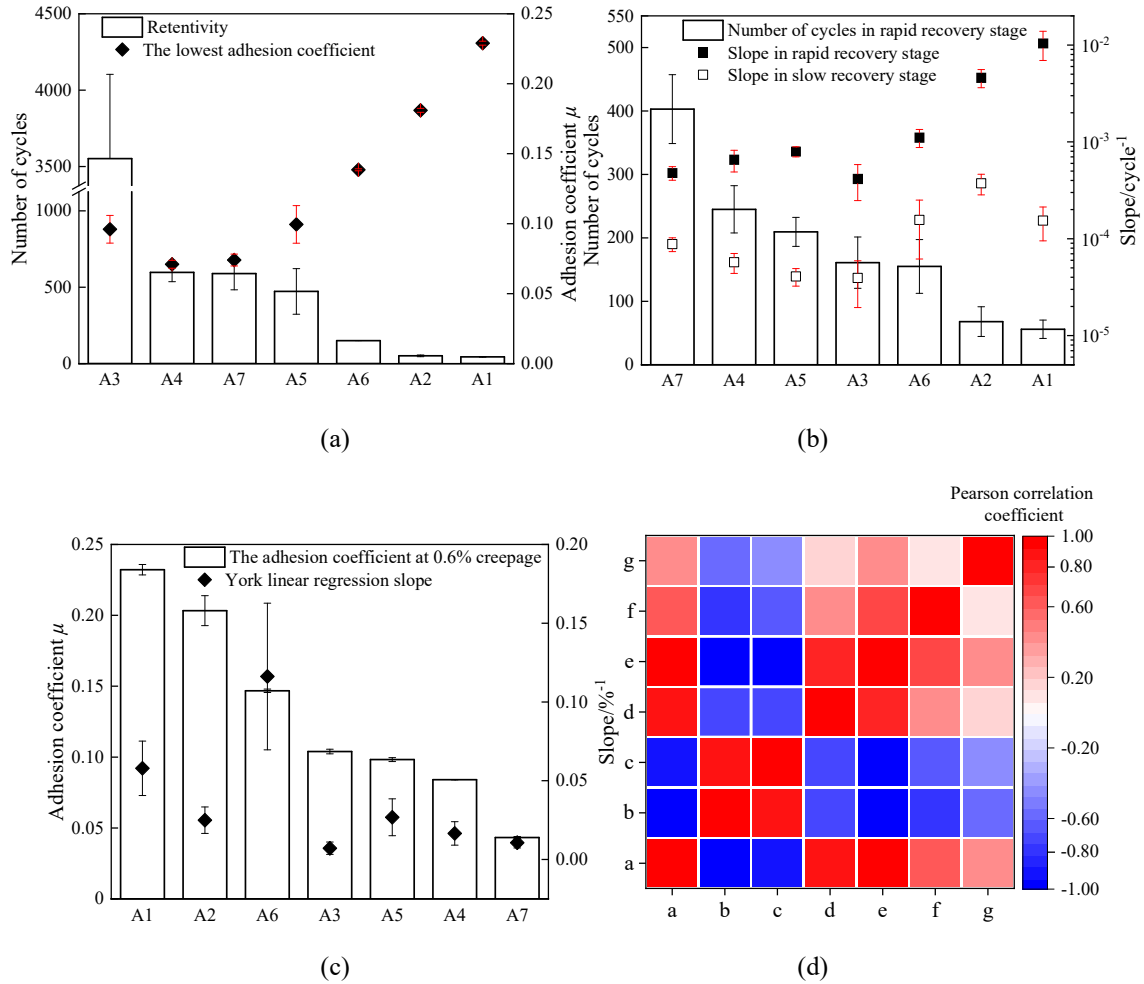 4500
4000
3500
1000
500
0
Number of cycles
Retentivity
The lowest adhesion coefficient
0.25
0.20
0.15
0.10
0.05
0.00
Adhesion coefficient μ
A3 A4 A7 A5 A6 A2 A1
(a)
550
500
400
300
200
100
0
Number of cycles
Number of cycles in rapid recovery stage
Slope in rapid recovery stage
Slope in slow recovery stage
10⁻²
10⁻³
10⁻⁴
10⁻⁵
Slope/cycle⁻¹
A7 A4 A5 A3 A6 A2 A1
(b)
0.25
0.20
0.15
0.10
0.05
0
Adhesion coefficient μ
The adhesion coefficient at 0.6% creepage
York linear regression slope
0.20
0.15
0.10
0.05
0.00
Slope/%⁻¹
A1 A2 A6 A3 A5 A4 A7
(c)
Pearson correlation
coefficient
g
f
e
d
c
b
a
a b c d e f g
1.00
0.80
0.60
0.20
-0.20
-0.60
-0.80
-1.00
(d)